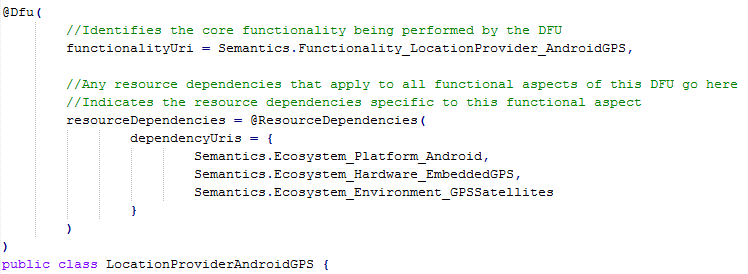 @Dfu(
//Identifies the core functionality being performed by the DFU
functionalityUri = Semantics.Functionality_LocationProvider_AndroidGPS,
//Any resource dependencies that apply to all functional aspects of this DFU go here
//Indicates the resource dependencies specific to this functional aspect
resourceDependencies = @ResourceDependencies(
dependencyUris = {
Semantics.Ecosystem_Platform_Android,
Semantics.Ecosystem_Hardware_EmbeddedGPS,
Semantics.Ecosystem_Environment_GPSSatellites
}
)
)
public class LocationProviderAndroidGPS {